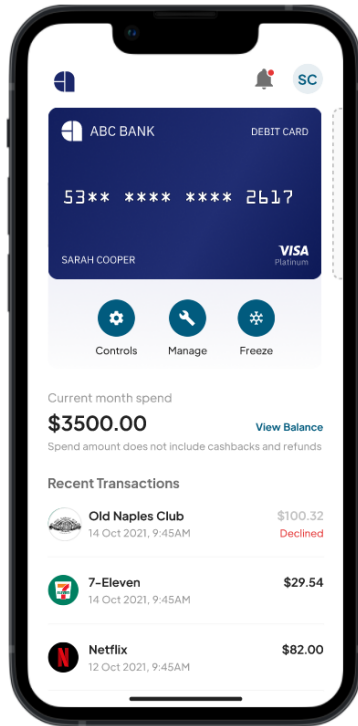 SC
ABC BANK
DEBIT CARD
53** **** **** 2617
SARAH COOPER
VISA
Platinum
Controls
Manage
Freeze
Current month spend
$3500.00
View Balance
Spend amount does not include cashbacks and refunds
Recent Transactions
Old Naples Club
$100.32
14 Oct 2021, 9:45AM
Declined
7-Eleven
$29.54
14 Oct 2021, 9:45AM
Netflix
$82.00
12 Oct 2021, 9:45AM